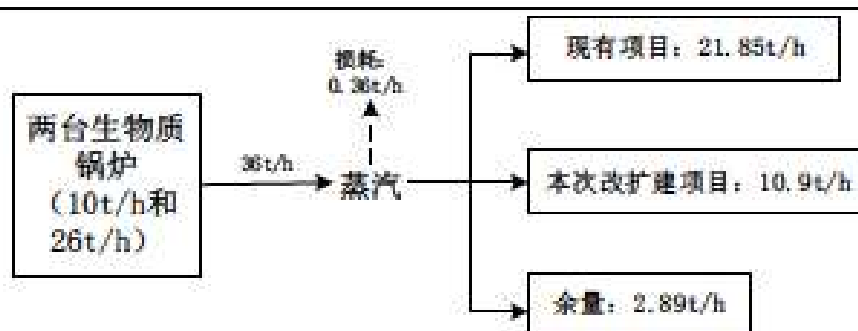 损耗:
0.36t/h
现有项目: 21.85t/h
两台生物质
锅炉
(10t/h和
26t/h)
36t/h
蒸汽
本次改扩建项目: 10.9t/h
余量: 2.89t/h